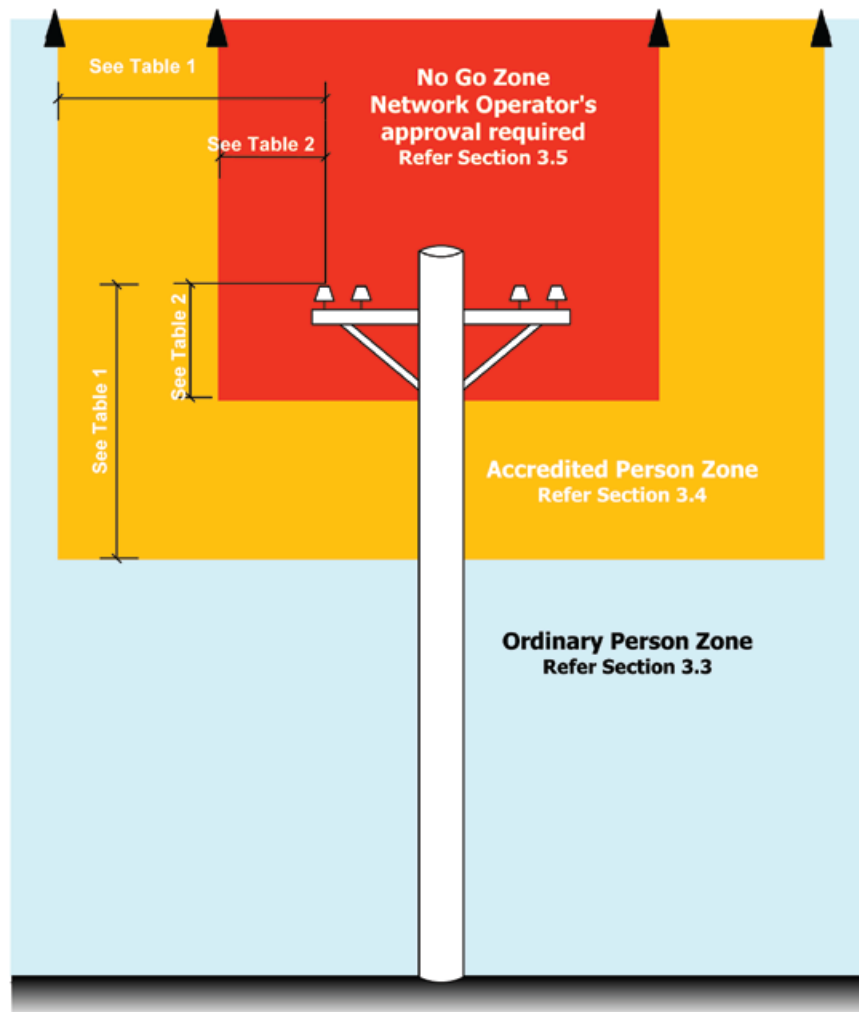 See Table 1
No Go Zone
Network Operator's
approval required
Refer Section 3.5
See Table 2
See Table 2
See Table 1
Accredited Person Zone
Refer Section 3.4
Ordinary Person Zone
Refer Section 3.3